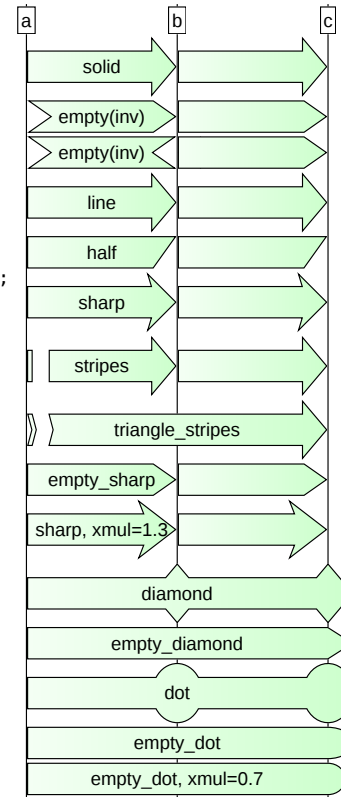 a b c
solid
empty(inv)
empty(inv)
line
half
;
sharp
stripes
triangle_stripes
empty_sharp
sharp, xmul=1.3
diamond
empty_diamond
dot
empty_dot
empty_dot, xmul=0.7